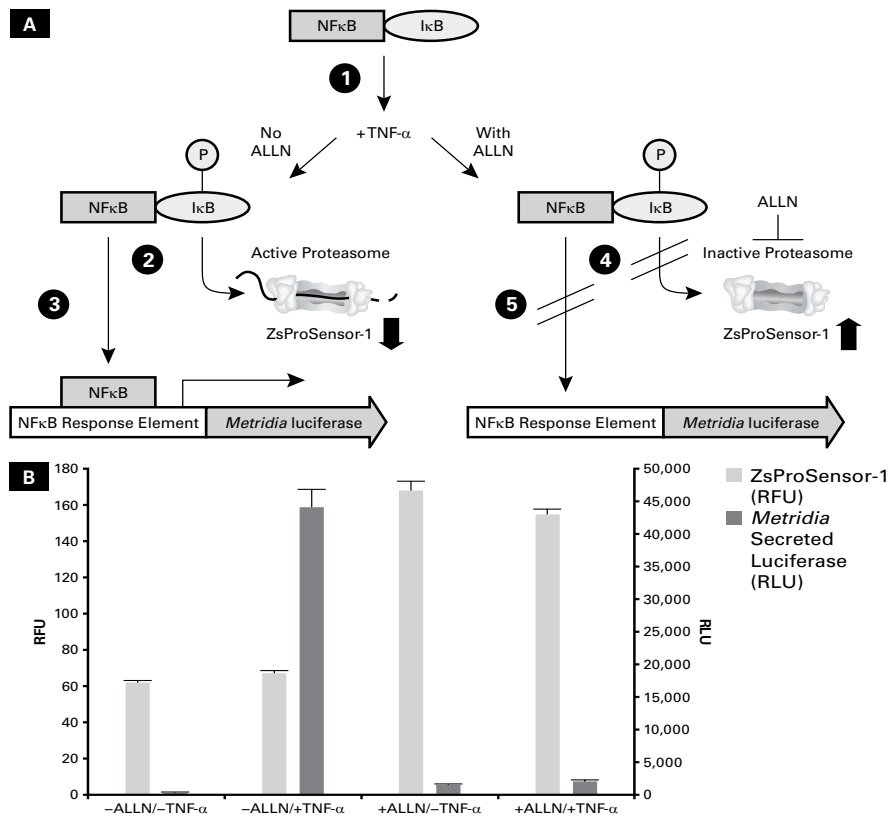 A
NFκB
IκB
1
+TNF-α
No
ALLN
With
ALLN
P
NFκB
IκB
2
Active Proteasome
3
ZsProSensor-1
NFκB
NFκB Response Element
Metridia luciferase
P
NFκB
IκB
ALLN
4
Inactive Proteasome
5
ZsProSensor-1
NFκB Response Element
Metridia luciferase
B
180
160
140
120
100
80
60
40
20
0
RFU
50,000
45,000
40,000
35,000
30,000
25,000
20,000
15,000
10,000
5,000
0
RLU
–ALLN/–TNF-α
–ALLN/+TNF-α
+ALLN/–TNF-α
+ALLN/+TNF-α
ZsProSensor-1
(RFU)
Metridia
Secreted
Luciferase
(RLU)